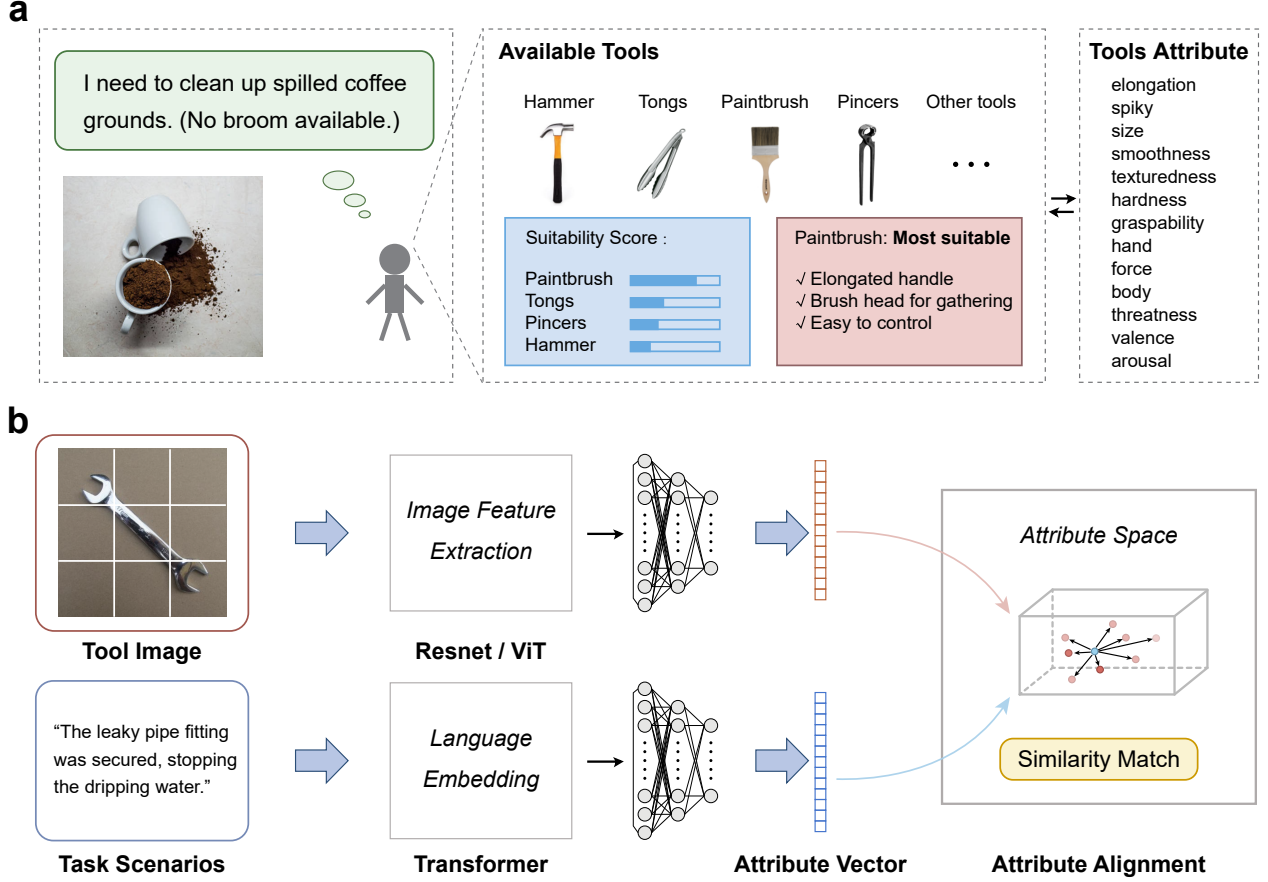 a
I need to clean up spilled coffee
grounds. (No broom available.)
Available Tools
Hammer
Tongs
Paintbrush
Pincers
Other tools
...
Suitability Score :
Paintbrush
Tongs
Pincers
Hammer
Paintbrush: Most suitable
√ Elongated handle
√ Brush head for gathering
√ Easy to control
Tools Attribute
elongation
spiky
size
smoothness
texturedness
hardness
graspability
hand
force
body
threatness
valence
arousal
b
Tool Image
Image Feature
Extraction
Resnet / ViT
“The leaky pipe fitting
was secured, stopping
the dripping water.”
Task Scenarios
Language
Embedding
Transformer
Attribute Vector
Attribute Space
Similarity Match
Attribute Alignment